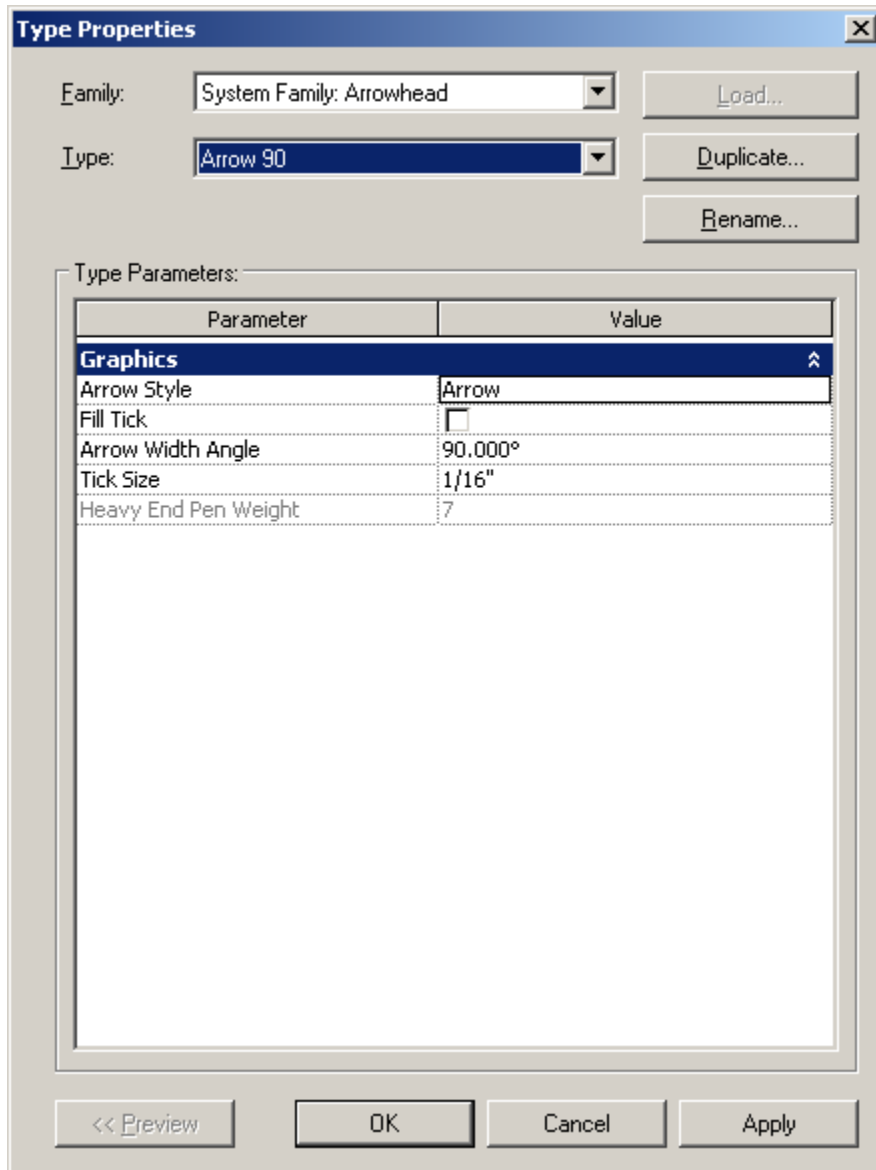 Type Properties
Family: System Family: Arrowhead Load...
Type: Arrow 90 Duplicate...
Rename...
Type Parameters:
Parameter Value
Graphics
Arrow Style Arrow
Fill Tick
Arrow Width Angle 90.000°
Tick Size 1/16"
Heavy End Pen Weight 7
<< Preview OK Cancel Apply